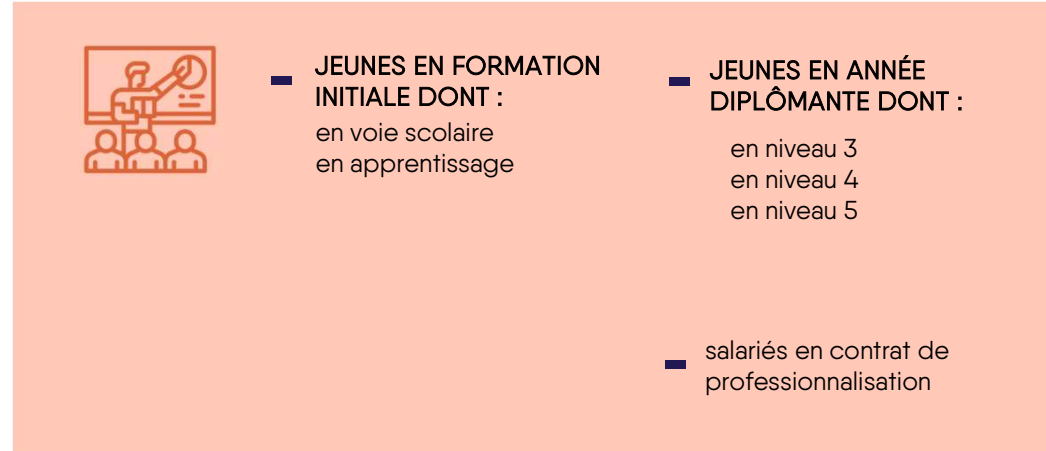 JEUNES EN FORMATION
INITIALE DONT :
en voie scolaire
en apprentissage
JEUNES EN ANNÉE
DIPLÔMANTE DONT :
en niveau 3
en niveau 4
en niveau 5
salariés en contrat de
professionnalisation